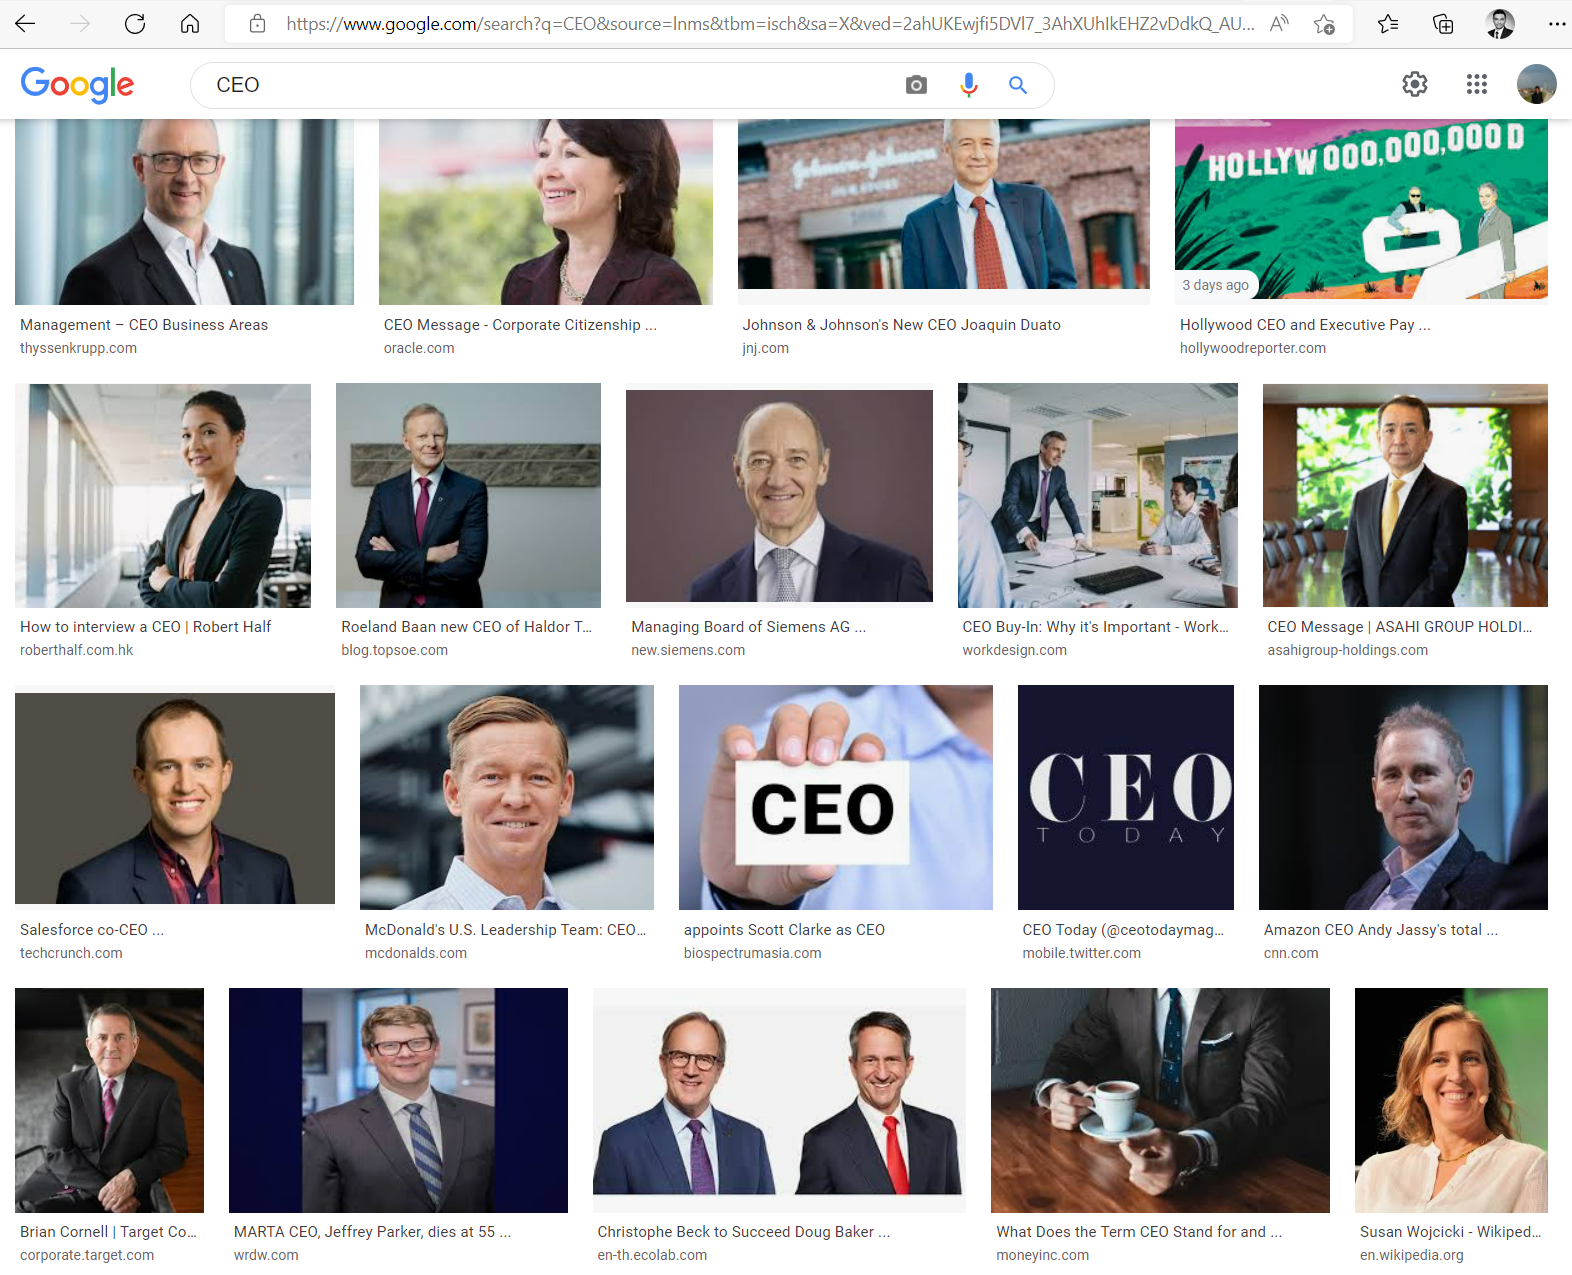 https://www.google.com/search?q=CEO&source=lnms&tbm=isch&sa=X&ved=2ahUKEwjfi5DVl7_3AhXUhIkEHZ2vDdkQ_AU...
Google
CEO
Johnson & Johnson
HOLLYW000,000,000D
3 days ago
Management – CEO Business Areas
thyssenkrupp.com
CEO Message - Corporate Citizenship ...
oracle.com
Johnson & Johnson's New CEO Joaquin Duato
jnj.com
Hollywood CEO and Executive Pay ...
hollywoodreporter.com
How to interview a CEO | Robert Half
roberthalf.com.hk
Roeland Baan new CEO of Haldor T...
blog.topsoe.com
Managing Board of Siemens AG ...
new.siemens.com
CEO Buy-In: Why it's Important - Work...
workdesign.com
CEO Message | ASAHI GROUP HOLDI...
asahigroup-holdings.com
CEO
CEO
TODAY
Salesforce co-CEO ...
techcrunch.com
McDonald's U.S. Leadership Team: CEO...
mcdonalds.com
appoints Scott Clarke as CEO
biospectrumasia.com
CEO Today (@ceotodaymag...
mobile.twitter.com
Amazon CEO Andy Jassy's total ...
cnn.com
Brian Cornell | Target Co...
corporate.target.com
MARTA CEO, Jeffrey Parker, dies at 55 ...
wrdw.com
Christophe Beck to Succeed Doug Baker ...
en-th.ecolab.com
What Does the Term CEO Stand for and ...
moneyinc.com
Susan Wojcicki - Wikiped...
en.wikipedia.org